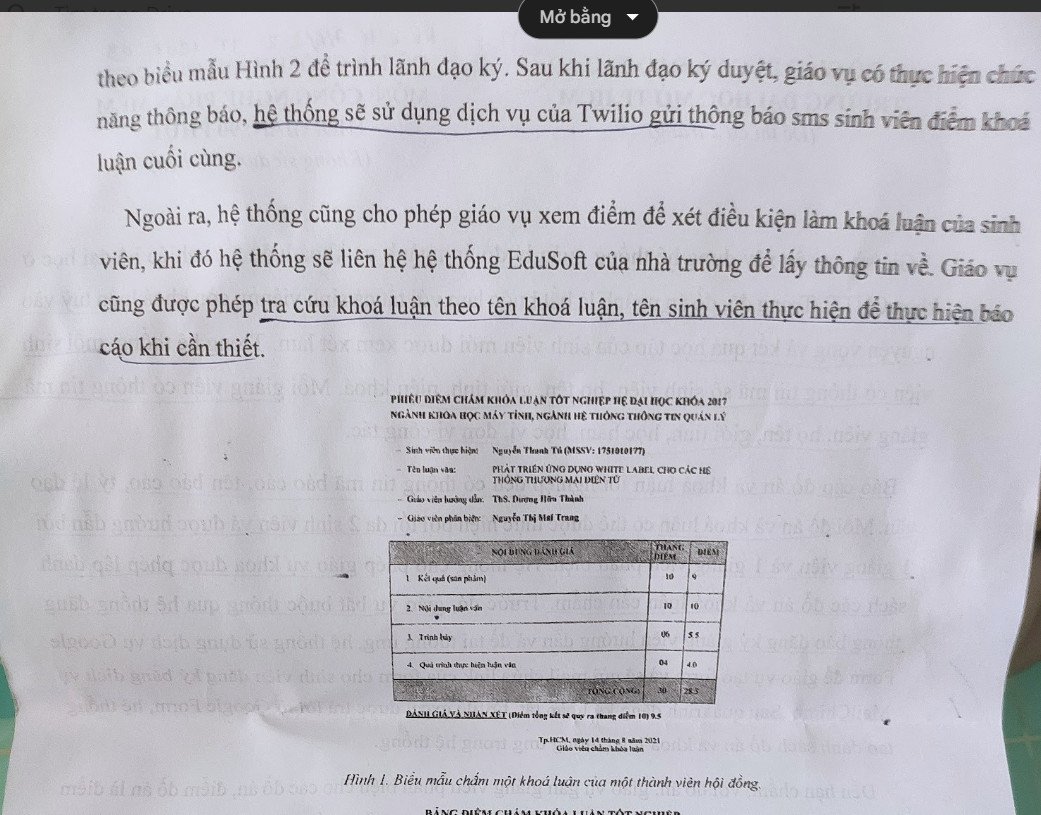 Mở bằng
theo biểu mẫu Hình 2 để trình lãnh đạo ký. Sau khi lãnh đạo ký duyệt, giáo vụ có thực hiện chức
năng thông báo, hệ thống sẽ sử dụng dịch vụ của Twilio gửi thông báo sms sinh viên điểm khoá
luận cuối cùng.
Ngoài ra, hệ thống cũng cho phép giáo vụ xem điểm để xét điều kiện làm khoá luận của sinh
viên, khi đó hệ thống sẽ liên hệ hệ thống EduSoft của nhà trường để lấy thông tin về. Giáo vụ
cũng được phép tra cứu khoá luận theo tên khoá luận, tên sinh viên thực hiện để thực hiện báo
cáo khi cần thiết.
PHIẾU ĐIỂM CHẤM KHÓA LUẬN TỐT NGHIỆP HỆ ĐẠI HỌC KHÓA 2017
NGÀNH KHOA HỌC MÁY TÍNH, NGÀNH HỆ THỐNG THÔNG TIN QUẢN LÝ
- Sinh viên thực hiện: Nguyễn Thanh Tú (MSSV: 1751010177)
- Tên luận văn: PHÁT TRIỂN ỨNG DỤNG WHITE LABEL CHO CÁC HỆ
THỐNG THƯƠNG MẠI ĐIỆN TỬ
- Giáo viên hướng dẫn: ThS. Dương Hữu Thành
- Giáo viên phản biện: Nguyễn Thị Mai Trang
NỘI DUNG ĐÁNH GIÁ THANG ĐIỂM ĐIỂM
1. Kết quả (sản phẩm) 10 9
2. Nội dung luận văn 10 10
3. Trình bày 06 5.5
4. Quá trình thực hiện luận văn 04 4.0
TỔNG CỘNG: 30 28.5
ĐÁNH GIÁ VÀ NHẬN XÉT (Điểm tổng kết sẽ quy ra thang điểm 10) 9.5
Tp.HCM, ngày 14 tháng 8 năm 2021
Giáo viên chấm khóa luận
Hình 1. Biểu mẫu chấm một khoá luận của một thành viên hội đồng
BẢNG ĐIỂM CHẤM KHÓA LUẬN TỐT NGHIỆP